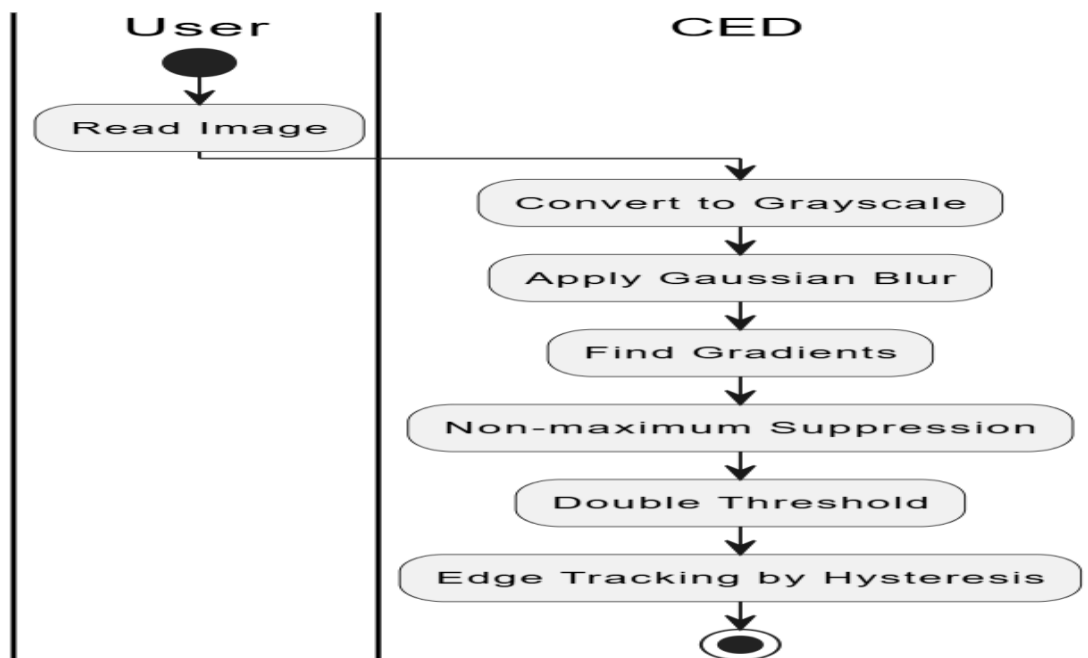 User
CED
Read Image
Convert to Grayscale
Apply Gaussian Blur
Find Gradients
Non-maximum Suppression
Double Threshold
Edge Tracking by Hysteresis